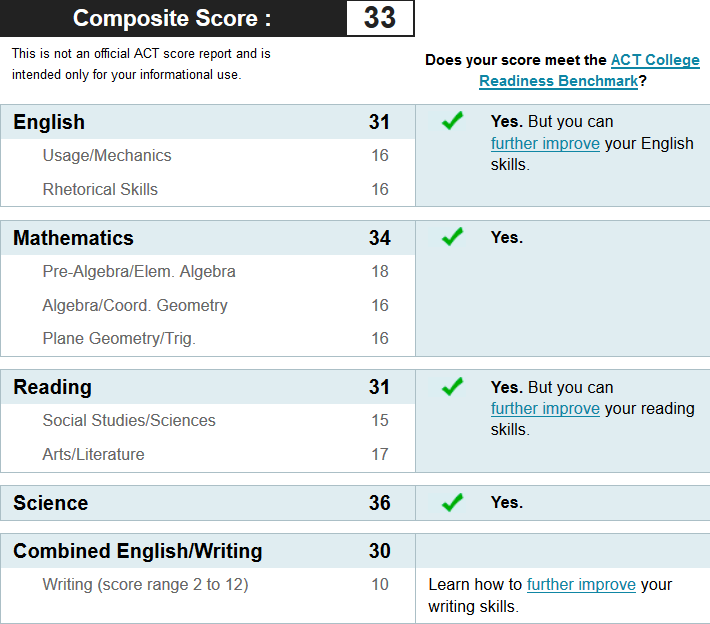 Composite Score : 33
This is not an official ACT score report and is
intended only for your informational use.
Does your score meet the ACT College
Readiness Benchmark?
English 31
Yes. But you can
further improve your English
skills.
Usage/Mechanics 16
Rhetorical Skills 16
Mathematics 34
Yes.
Pre-Algebra/Elem. Algebra 18
Algebra/Coord. Geometry 16
Plane Geometry/Trig. 16
Reading 31
Yes. But you can
further improve your reading
skills.
Social Studies/Sciences 15
Arts/Literature 17
Science 36
Yes.
Combined English/Writing 30
Writing (score range 2 to 12) 10
Learn how to further improve your
writing skills.